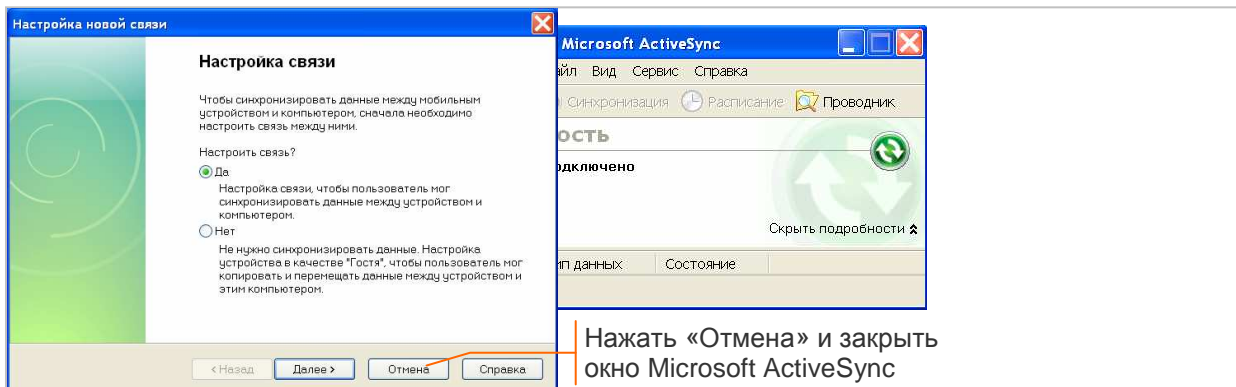 Настройка новой связи
Настройка связи
Чтобы синхронизировать данные между мобильным
устройством и компьютером, сначала необходимо
настроить связь между ними.
Настроить связь?
Да
Настройка связи, чтобы пользователь мог
синхронизировать данные между устройством и
компьютером.
Нет
Не нужно синхронизировать данные. Настройка
устройства в качестве "Гостя", чтобы пользователь мог
копировать и перемещать данные между устройством и
этим компьютером.
< Назад Далее > Отмена Справка
Microsoft ActiveSync
йл Вид Сервис Справка
Синхронизация Расписание Проводник
ость
дключено
Скрыть подробности
ип данных Состояние
Нажать «Отмена» и закрыть
окно Microsoft ActiveSync